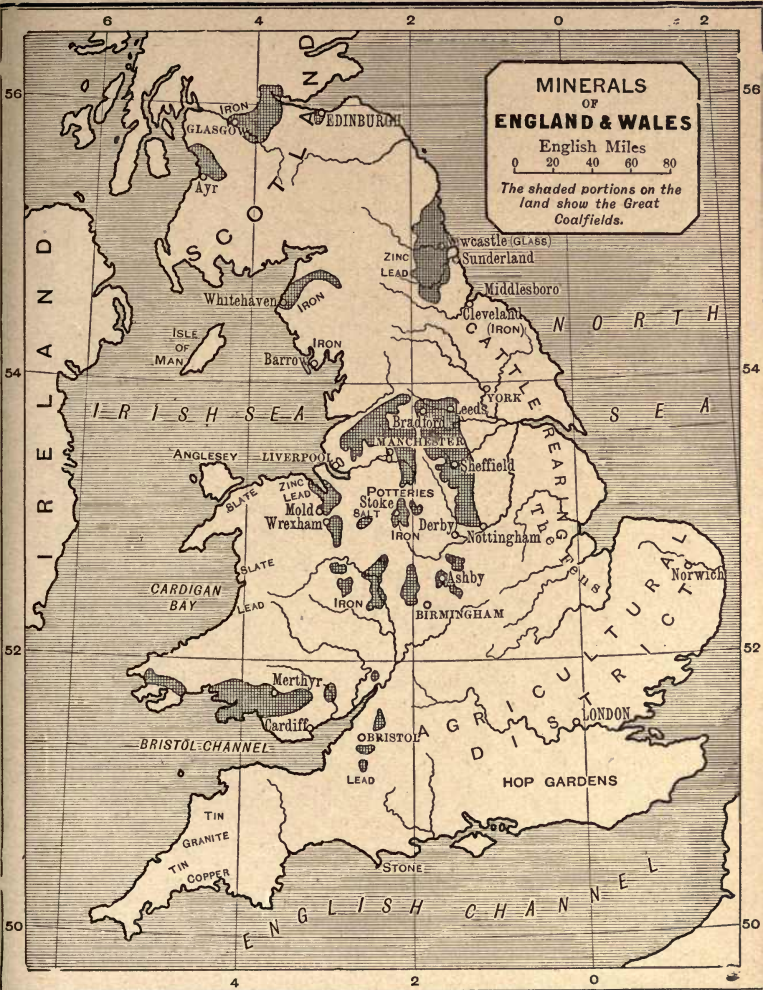 6 4 2 0 2
56 56
MINERALS
OF
ENGLAND & WALES
English Miles
0 20 40 60 80
The shaded portions on the
land show the Great
Coalfields.
SCOTLAND
IRON
GLASGOW
EDINBURGH
Ayr
wcastle (GLASS)
Sunderland
ZINC
LEAD
Middlesboro
Cleveland
(IRON)
Whitehaven
IRON
ISLE
OF
MAN
IRON
Barrow
54 54
NORTH
SEA
IRISH SEA
IRELAND
CATTLE REARING
YORK
Leeds
Bradford
MANCHESTER
LIVERPOOL
Sheffield
ANGLESEY
SLATE
ZINC
LEAD
Mold
Wrexham
POTTERIES
Stoke
SALT
IRON
Derby
Nottingham
The Fens
SLATE
CARDIGAN
BAY
LEAD
IRON
Ashby
BIRMINGHAM
Norwich
52 52
AGRICULTURAL
DISTRICT
Merthyr
Cardiff
BRISTOL CHANNEL
BRISTOL
LEAD
LONDON
HOP GARDENS
TIN
GRANITE
TIN
COPPER
STONE
ENGLISH CHANNEL
50 50
4 2 0